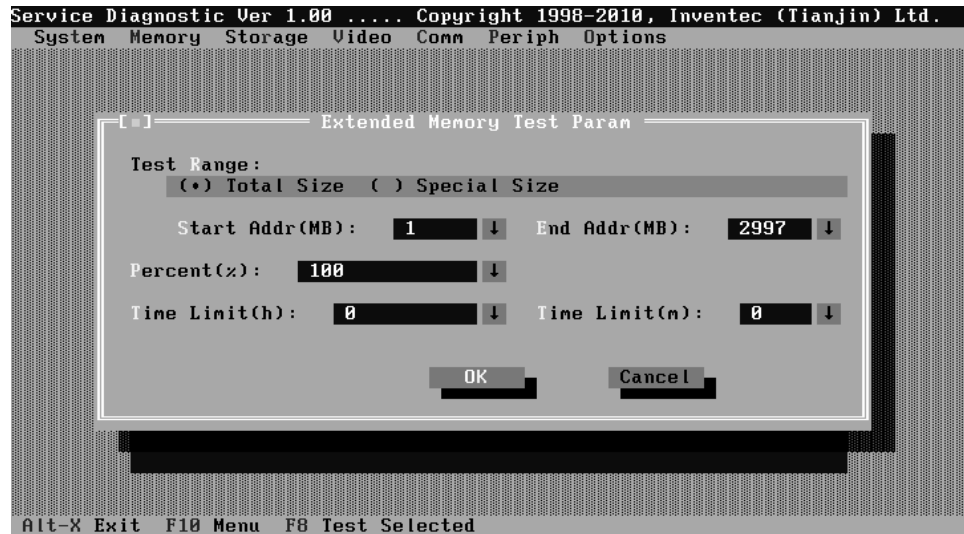 Service Diagnostic Ver 1.00 ..... Copyright 1998-2010, Inventec (Tianjin) Ltd.
System Memory Storage Video Comm Periph Options
[■] Extended Memory Test Param
Test Range:
(•) Total Size ( ) Special Size
Start Addr(MB): 1 ↓ End Addr(MB): 2997 ↓
Percent(%): 100 ↓
Time Limit(h): 0 ↓ Time Limit(m): 0 ↓
OK Cancel
Alt-X Exit F10 Menu F8 Test Selected